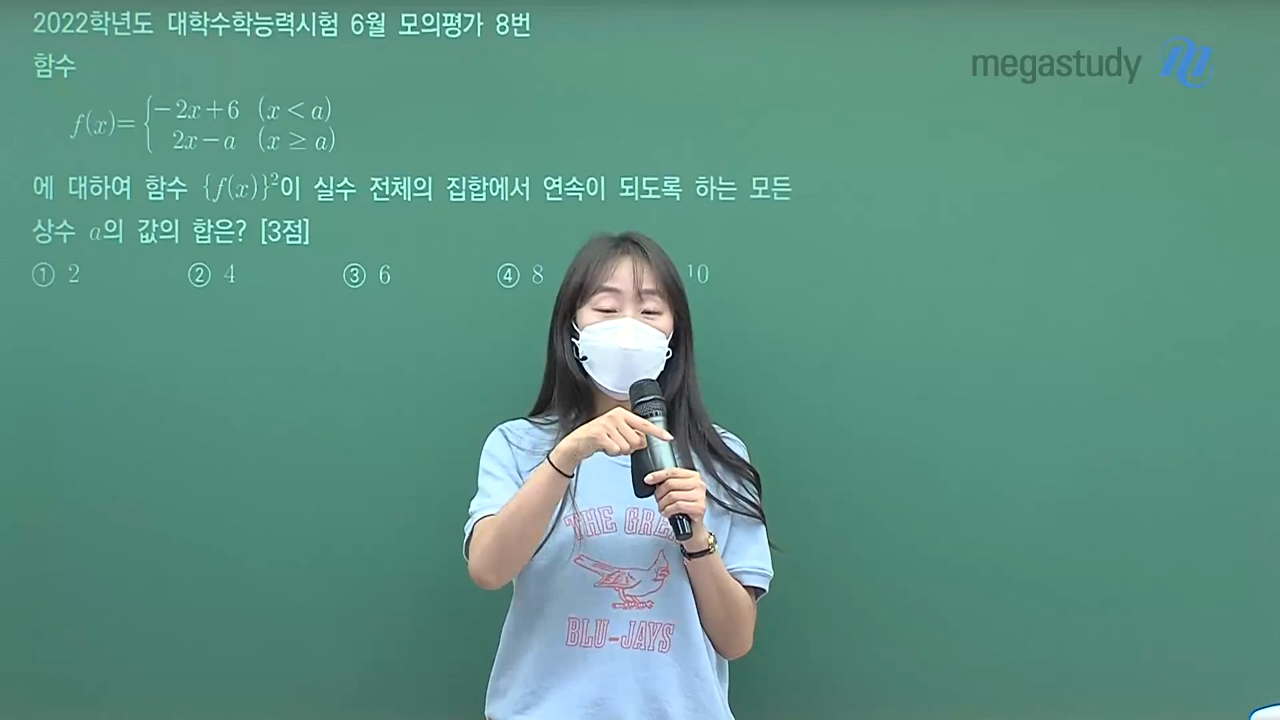 2022학년도 대학수학능력시험 6월 모의평가 8번
megastudy
함수
f(x)= { -2x+6 (x < a)
2x-a (x ≥ a)
에 대하여 함수 {f(x)}²이 실수 전체의 집합에서 연속이 되도록 하는 모든
상수 a의 값의 합은? [3점]
① 2 ② 4 ③ 6 ④ 8 10
THE GRE
BLU-JAYS